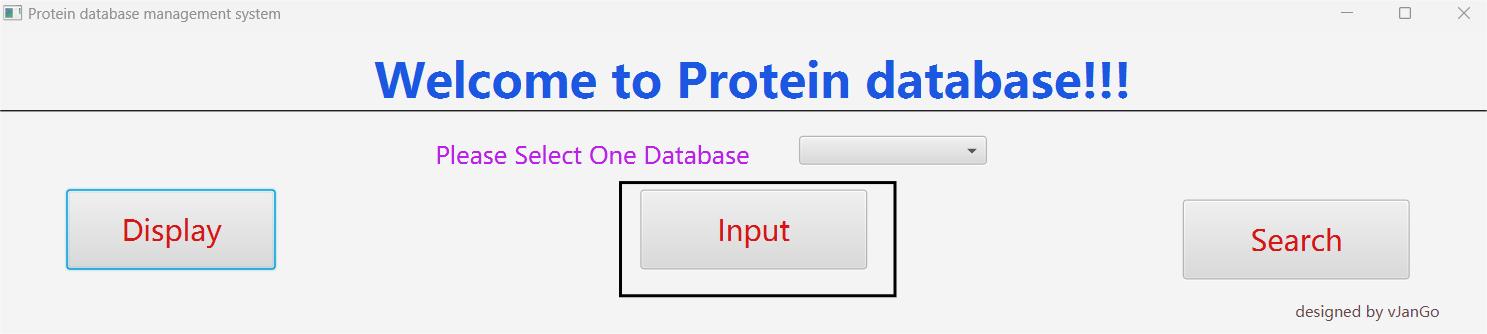 Protein database management system
Welcome to Protein database!!!
Please Select One Database
Display
Input
Search
designed by vJanGo